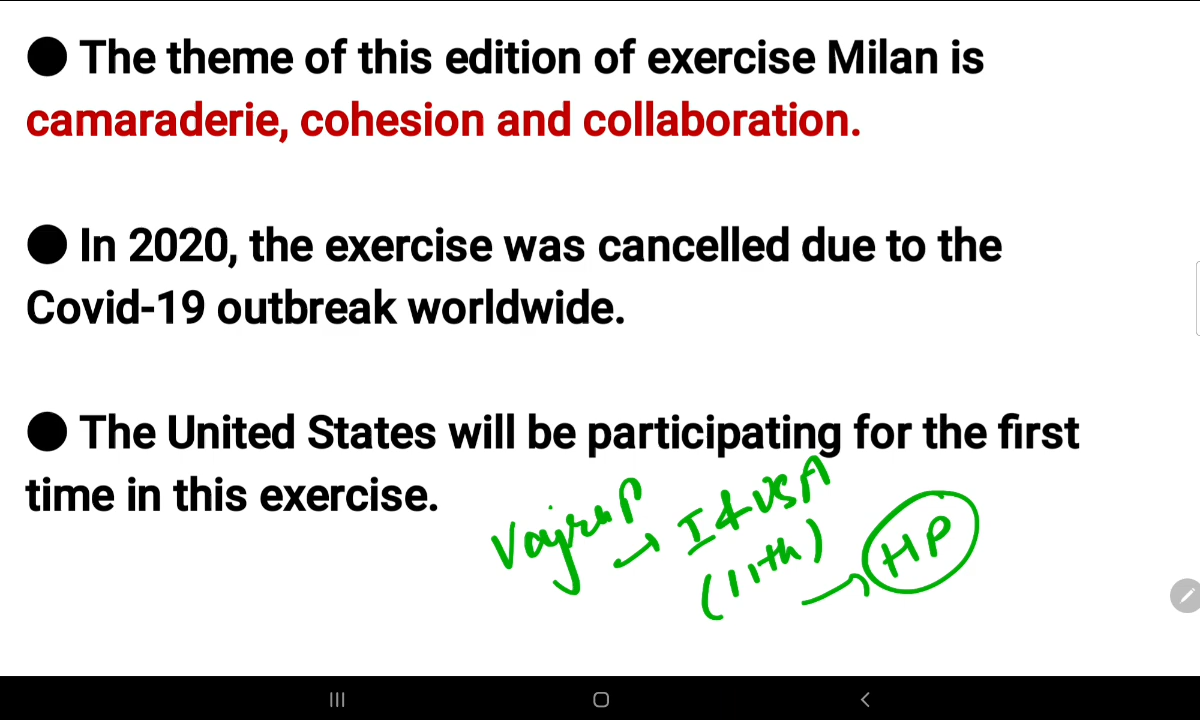 ● The theme of this edition of exercise Milan is
camaraderie, cohesion and collaboration.
● In 2020, the exercise was cancelled due to the
Covid-19 outbreak worldwide.
● The United States will be participating for the first
time in this exercise.
VajraP → I & USA
(11th) → HP